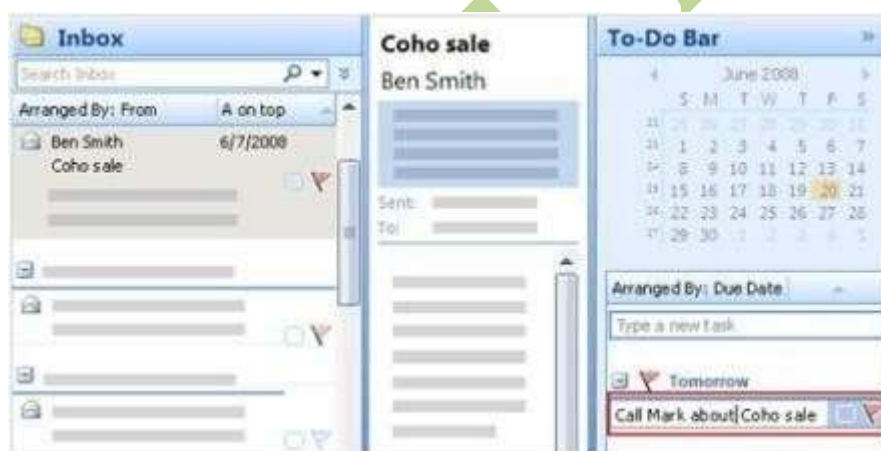 Inbox
Search Inbox
Arranged By: From A on top
Ben Smith 6/7/2008
Coho sale
Coho sale
Ben Smith
Sent:
To:
To-Do Bar
June 2008
S M T W T F S
1 2 3 4 5 6 7
8 9 10 11 12 13 14
15 16 17 18 19 20 21
22 23 24 25 26 27 28
29 30
Arranged By: Due Date
Type a new task
Tomorrow
Call Mark about Coho sale